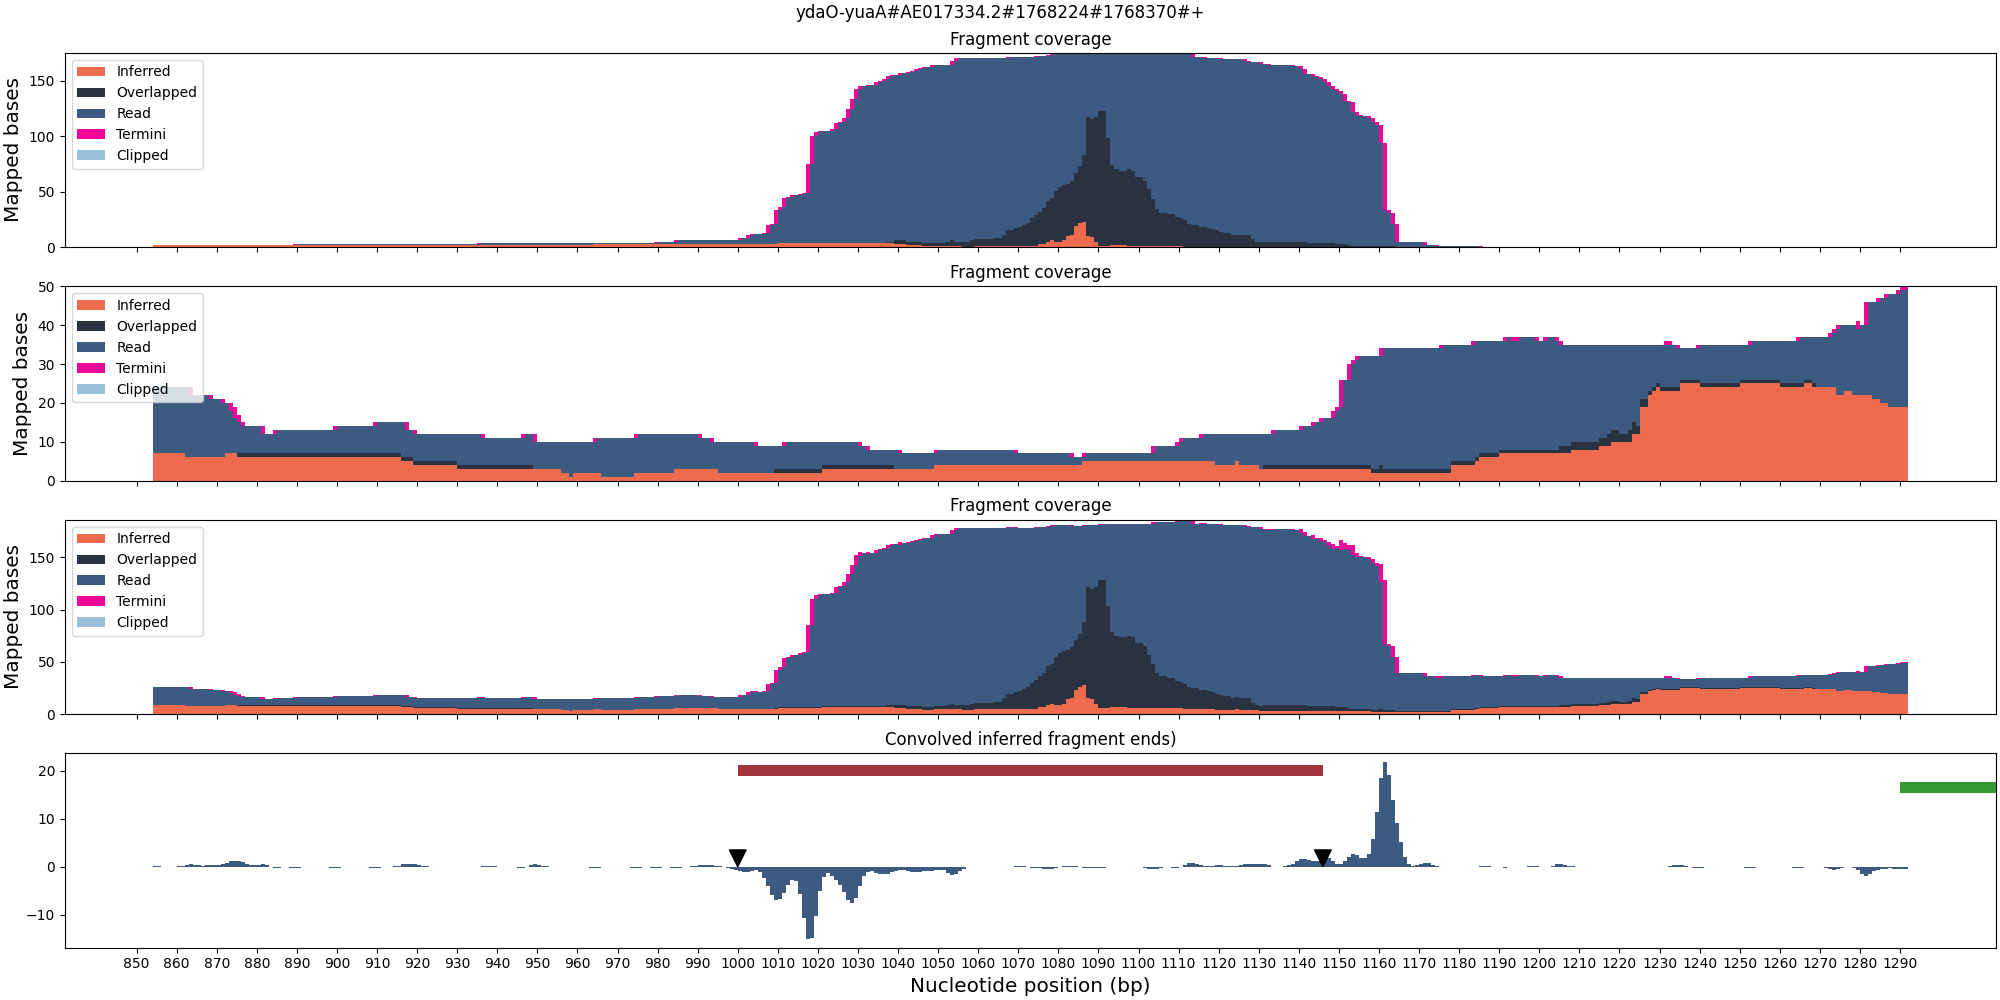 ydaO-yuaA#AE017334.2#1768224#1768370#+
Fragment coverage
Mapped bases
150
100
50
0
Inferred
Overlapped
Read
Termini
Clipped
Fragment coverage
Mapped bases
50
40
30
20
10
0
Inferred
Overlapped
Read
Termini
Clipped
Fragment coverage
Mapped bases
150
100
50
0
Inferred
Overlapped
Read
Termini
Clipped
Convolved inferred fragment ends)
20
10
0
−10
850 860 870 880 890 900 910 920 930 940 950 960 970 980 990 1000 1010 1020 1030 1040 1050 1060 1070 1080 1090 1100 1110 1120 1130 1140 1150 1160 1170 1180 1190 1200 1210 1220 1230 1240 1250 1260 1270 1280 1290
Nucleotide position (bp)